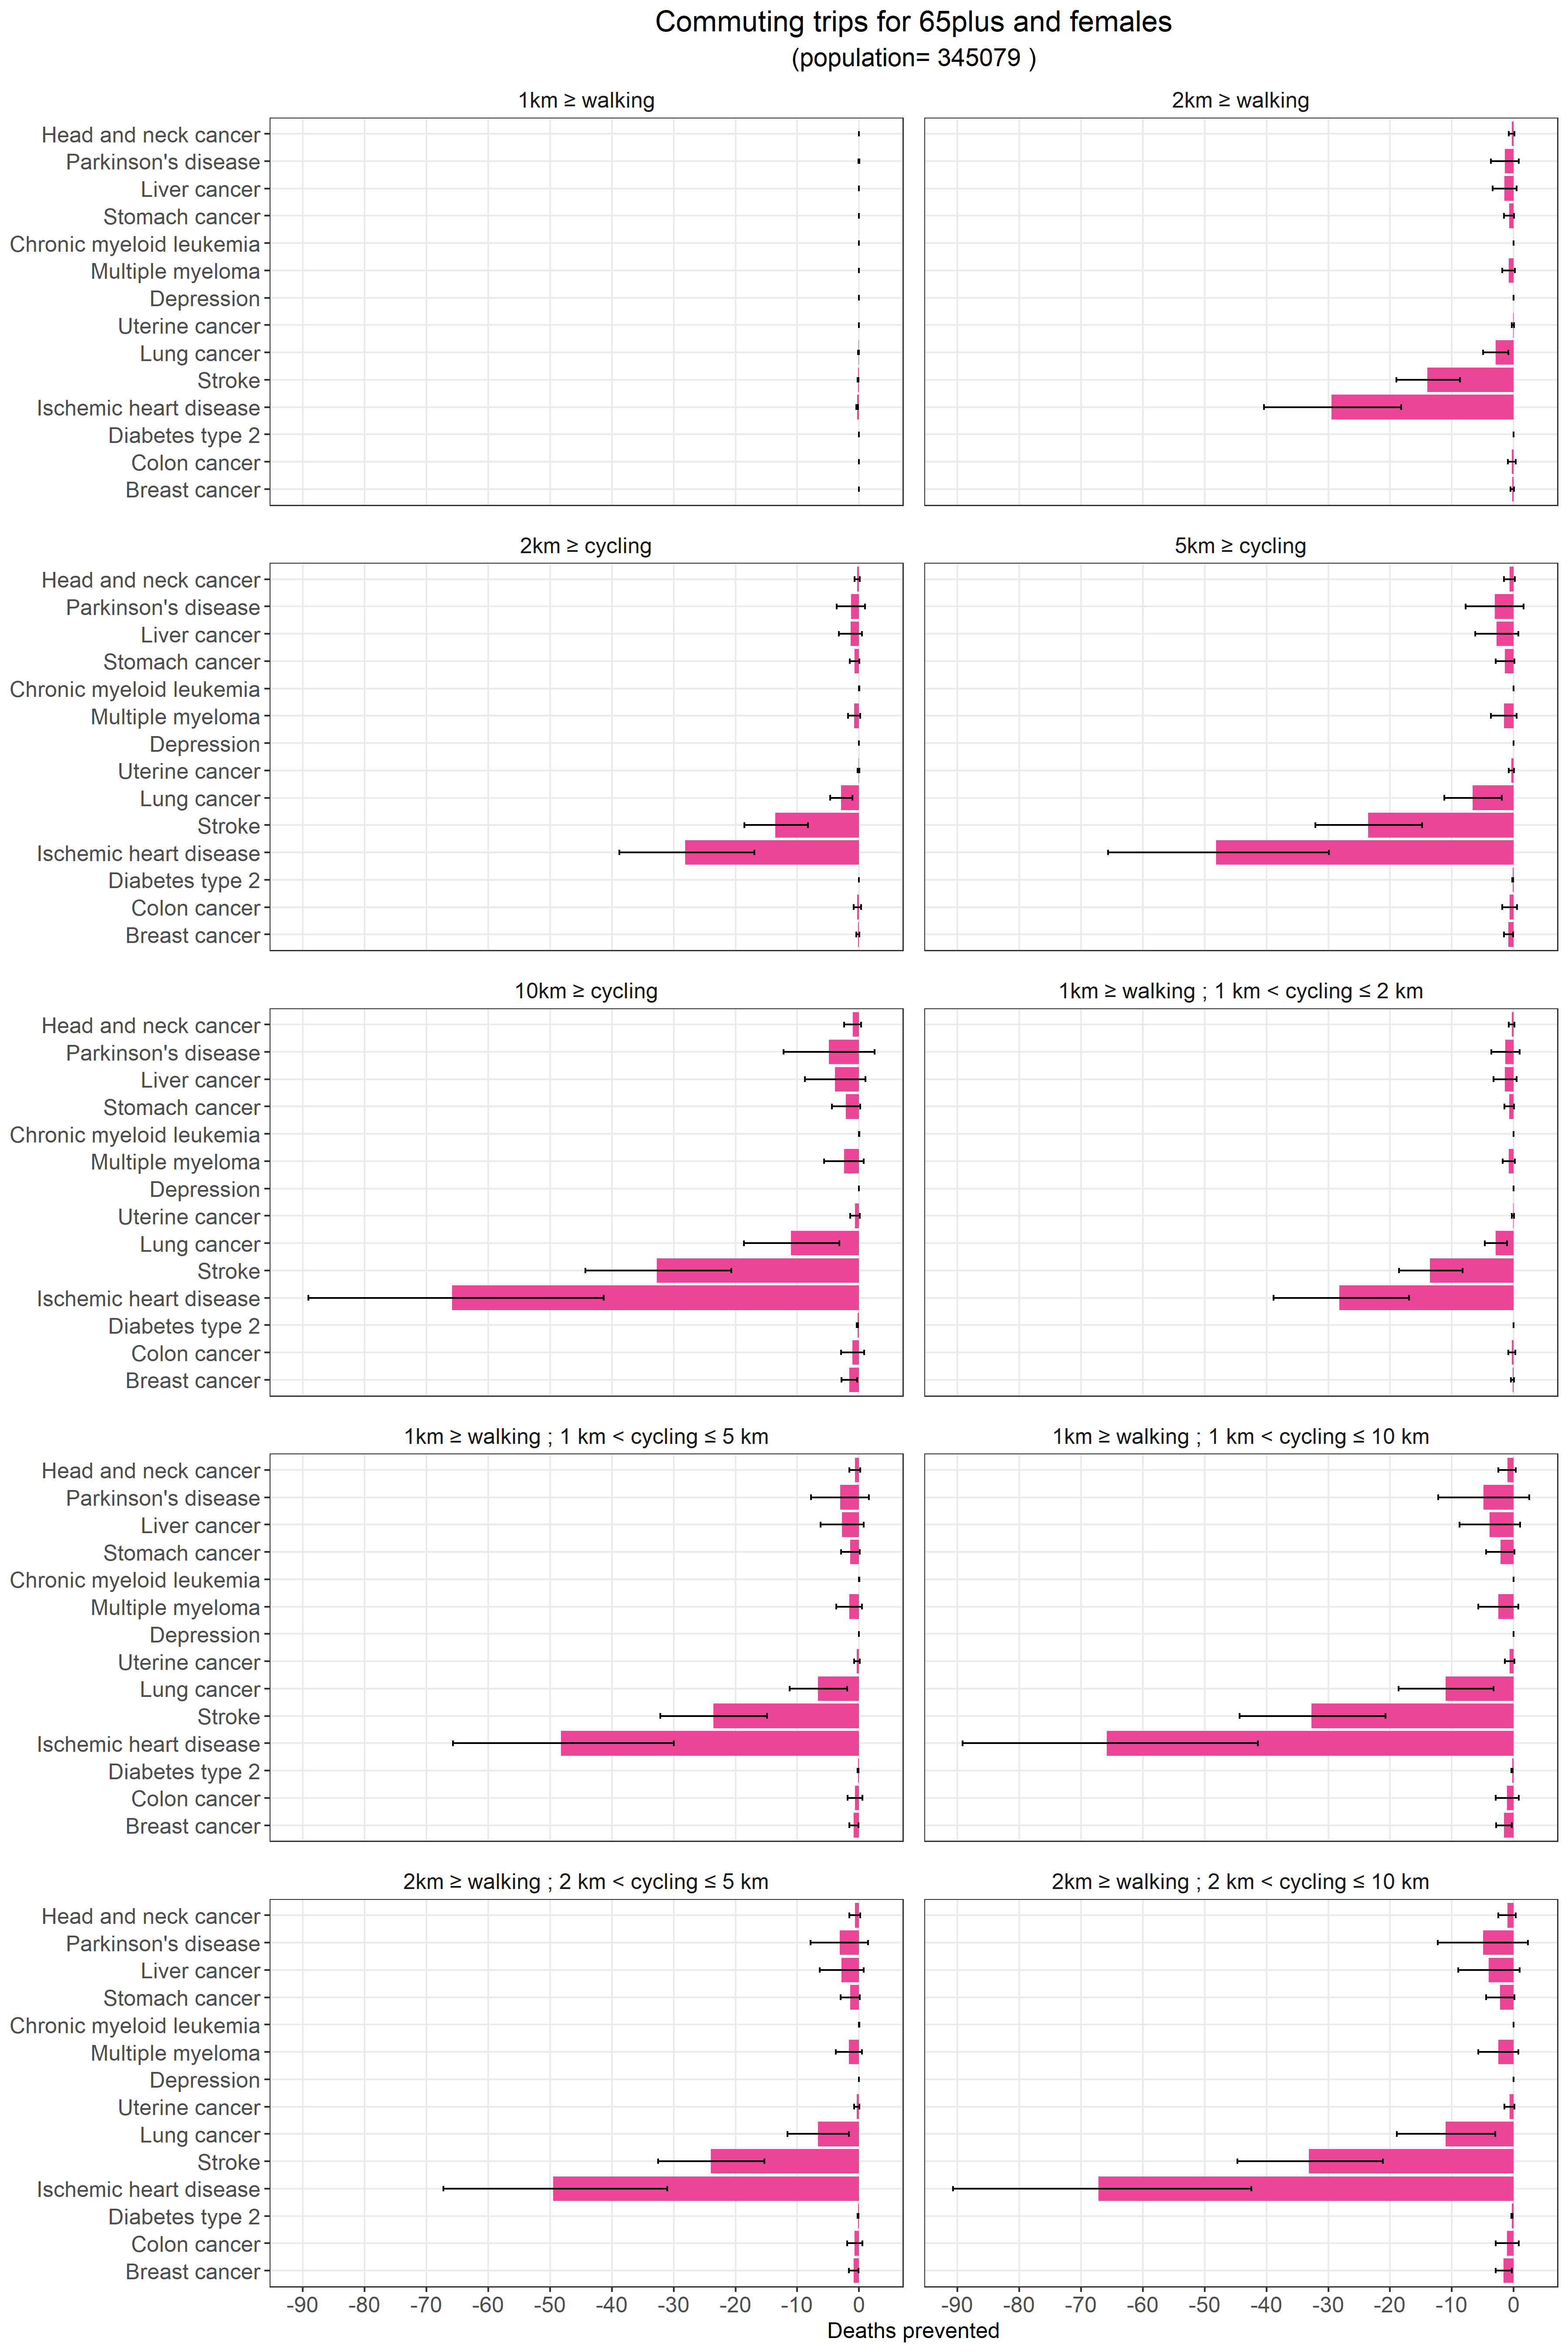 Commuting trips for 65plus and females
(population= 345079 )
1km ≥ walking
2km ≥ walking
Head and neck cancer
Parkinson's disease
Liver cancer
Stomach cancer
Chronic myeloid leukemia
Multiple myeloma
Depression
Uterine cancer
Lung cancer
Stroke
Ischemic heart disease
Diabetes type 2
Colon cancer
Breast cancer
2km ≥ cycling
5km ≥ cycling
Head and neck cancer
Parkinson's disease
Liver cancer
Stomach cancer
Chronic myeloid leukemia
Multiple myeloma
Depression
Uterine cancer
Lung cancer
Stroke
Ischemic heart disease
Diabetes type 2
Colon cancer
Breast cancer
10km ≥ cycling
1km ≥ walking ; 1 km < cycling ≤ 2 km
Head and neck cancer
Parkinson's disease
Liver cancer
Stomach cancer
Chronic myeloid leukemia
Multiple myeloma
Depression
Uterine cancer
Lung cancer
Stroke
Ischemic heart disease
Diabetes type 2
Colon cancer
Breast cancer
1km ≥ walking ; 1 km < cycling ≤ 5 km
1km ≥ walking ; 1 km < cycling ≤ 10 km
Head and neck cancer
Parkinson's disease
Liver cancer
Stomach cancer
Chronic myeloid leukemia
Multiple myeloma
Depression
Uterine cancer
Lung cancer
Stroke
Ischemic heart disease
Diabetes type 2
Colon cancer
Breast cancer
2km ≥ walking ; 2 km < cycling ≤ 5 km
2km ≥ walking ; 2 km < cycling ≤ 10 km
Head and neck cancer
Parkinson's disease
Liver cancer
Stomach cancer
Chronic myeloid leukemia
Multiple myeloma
Depression
Uterine cancer
Lung cancer
Stroke
Ischemic heart disease
Diabetes type 2
Colon cancer
Breast cancer
-90 -80 -70 -60 -50 -40 -30 -20 -10 0
-90 -80 -70 -60 -50 -40 -30 -20 -10 0
Deaths prevented